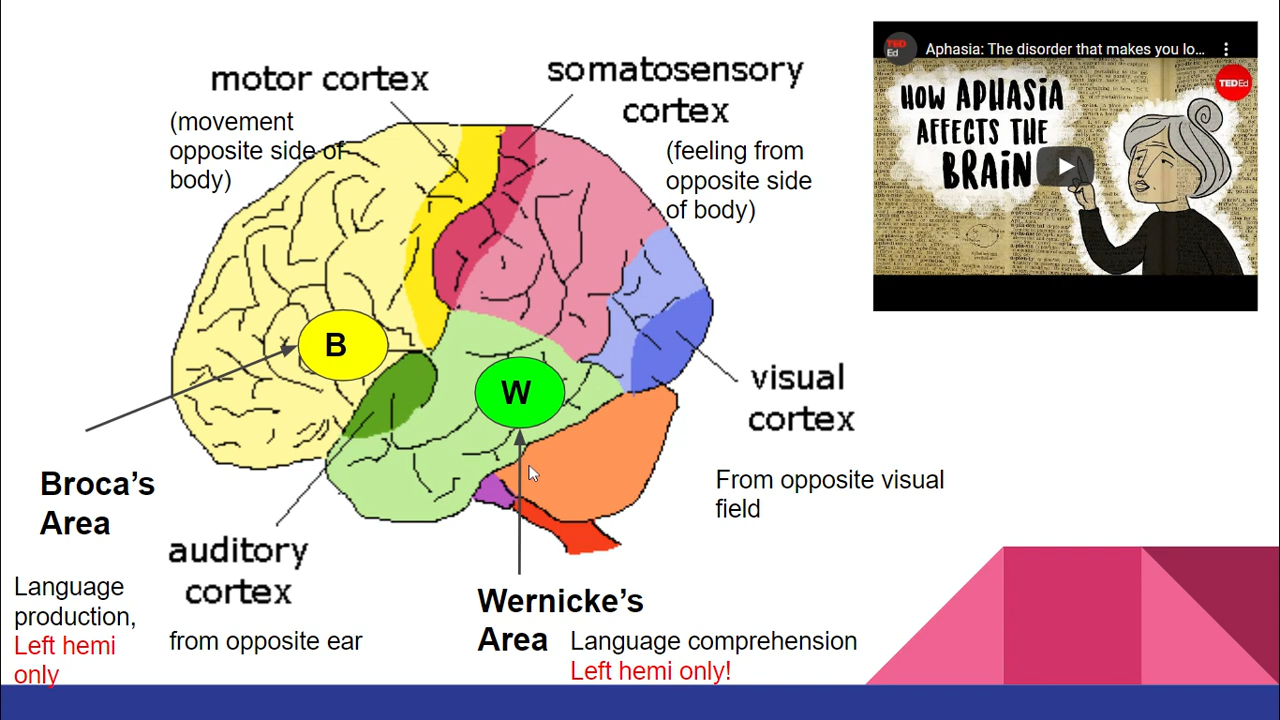 motor cortex
(movement
opposite side of
body)
somatosensory
cortex
(feeling from
opposite side
of body)
B
W
visual
cortex
From opposite visual
field
Broca's
Area
Language
production,
Left hemi
only
auditory
cortex
from opposite ear
Wernicke's
Area
Language comprehension
Left hemi only!
TED
Ed
Aphasia: The disorder that makes you lo...
TEDEd
HOW APHASIA
AFFECTS THE
BRAIN